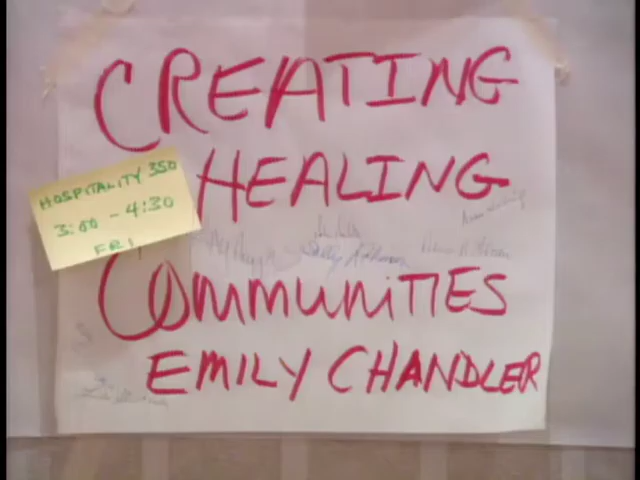 CREATING
HEALING
HOSPITALITY 350
3:00 - 4:30
FRI
COMMUNITIES
EMILY CHANDLER